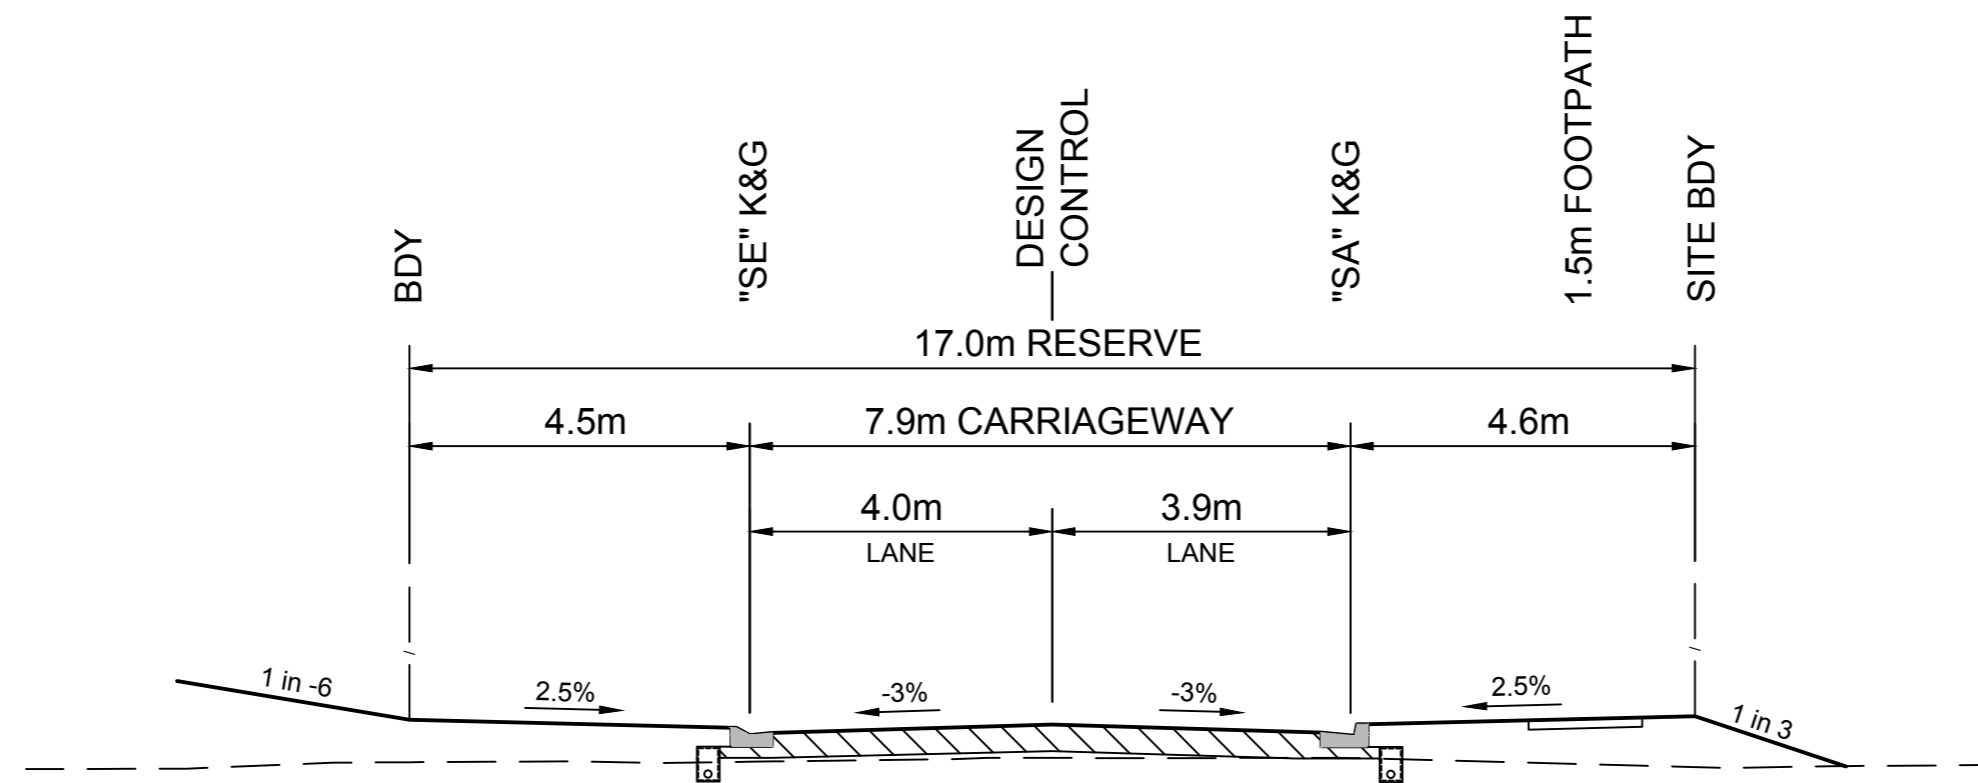 BDY
"SE" K&G
DESIGN
CONTROL
"SA" K&G
1.5m FOOTPATH
SITE BDY
17.0m RESERVE
4.5m
7.9m CARRIAGEWAY
4.6m
4.0m
LANE
3.9m
LANE
1 in -6
2.5%
-3%
-3%
2.5%
1 in 3